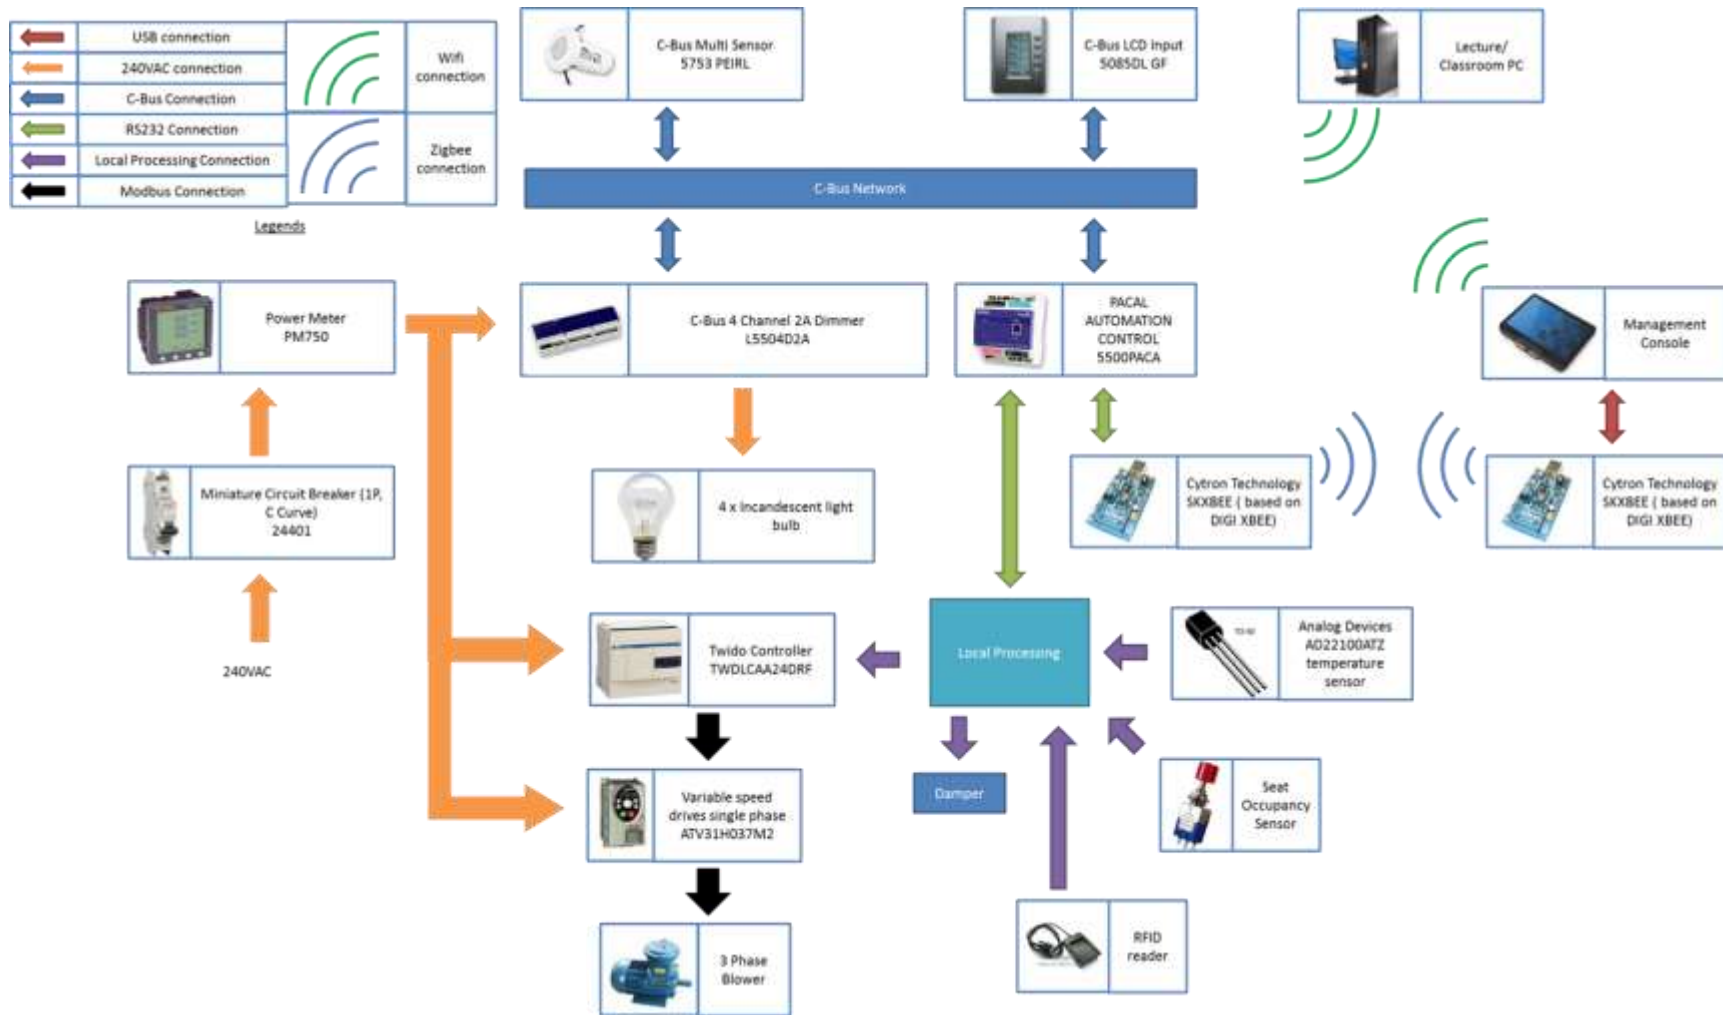 USB connection
240VAC connection
C-Bus Connection
RS232 Connection
Local Processing Connection
Modbus Connection
Wifi
connection
Zigbee
connection
Legends
C-Bus Multi Sensor
5753 PEIRL
C-Bus LCD Input
5085DL GF
Lecture/
Classroom PC
C-Bus Network
Power Meter
PM750
C-Bus 4 Channel 2A Dimmer
L5504D2A
PACAL
AUTOMATION
CONTROL
5500PACA
Management
Console
Miniature Circuit Breaker (1P,
C Curve)
24401
4 x Incandescent light
bulb
Cytron Technology
SKXBEE ( based on
DIGI XBEE)
Cytron Technology
SKXBEE ( based on
DIGI XBEE)
240VAC
Twido Controller
TWDLCAA24DRF
Local Processing
TO-92
Analog Devices
AD22100ATZ
temperature
sensor
Variable speed
drives single phase
ATV31H037M2
Damper
Seat
Occupancy
Sensor
3 Phase
Blower
RFID
reader